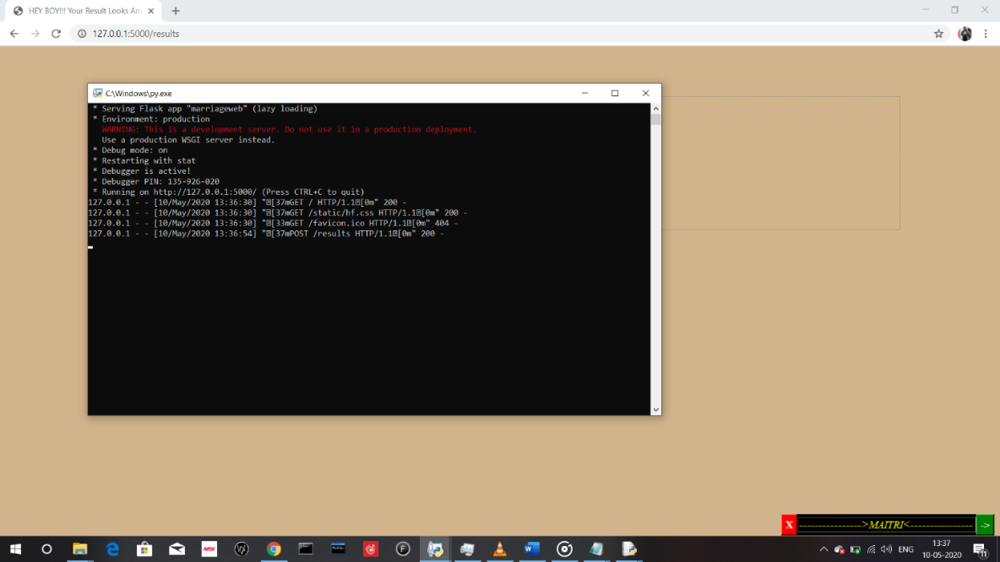 HEY BOY!!! Your Result Looks Am
127.0.0.1:5000/results
C:\Windows\py.exe
* Serving Flask app "marriageweb" (lazy loading)
* Environment: production
WARNING: This is a development server. Do not use it in a production deployment.
Use a production WSGI server instead.
* Debug mode: on
* Restarting with stat
* Debugger is active!
* Debugger PIN: 135-926-020
* Running on http://127.0.0.1:5000/ (Press CTRL+C to quit)
127.0.0.1 - - [10/May/2020 13:36:30] "�[37mGET / HTTP/1.1�[0m" 200 -
127.0.0.1 - - [10/May/2020 13:36:30] "�[37mGET /static/hf.css HTTP/1.1�[0m" 200 -
127.0.0.1 - - [10/May/2020 13:36:30] "�[33mGET /favicon.ico HTTP/1.1�[0m" 404 -
127.0.0.1 - - [10/May/2020 13:36:54] "�[37mPOST /results HTTP/1.1�[0m" 200 -
X ----------------->MAITRI<----------------- ->
ENG
13:37
10-05-2020
11